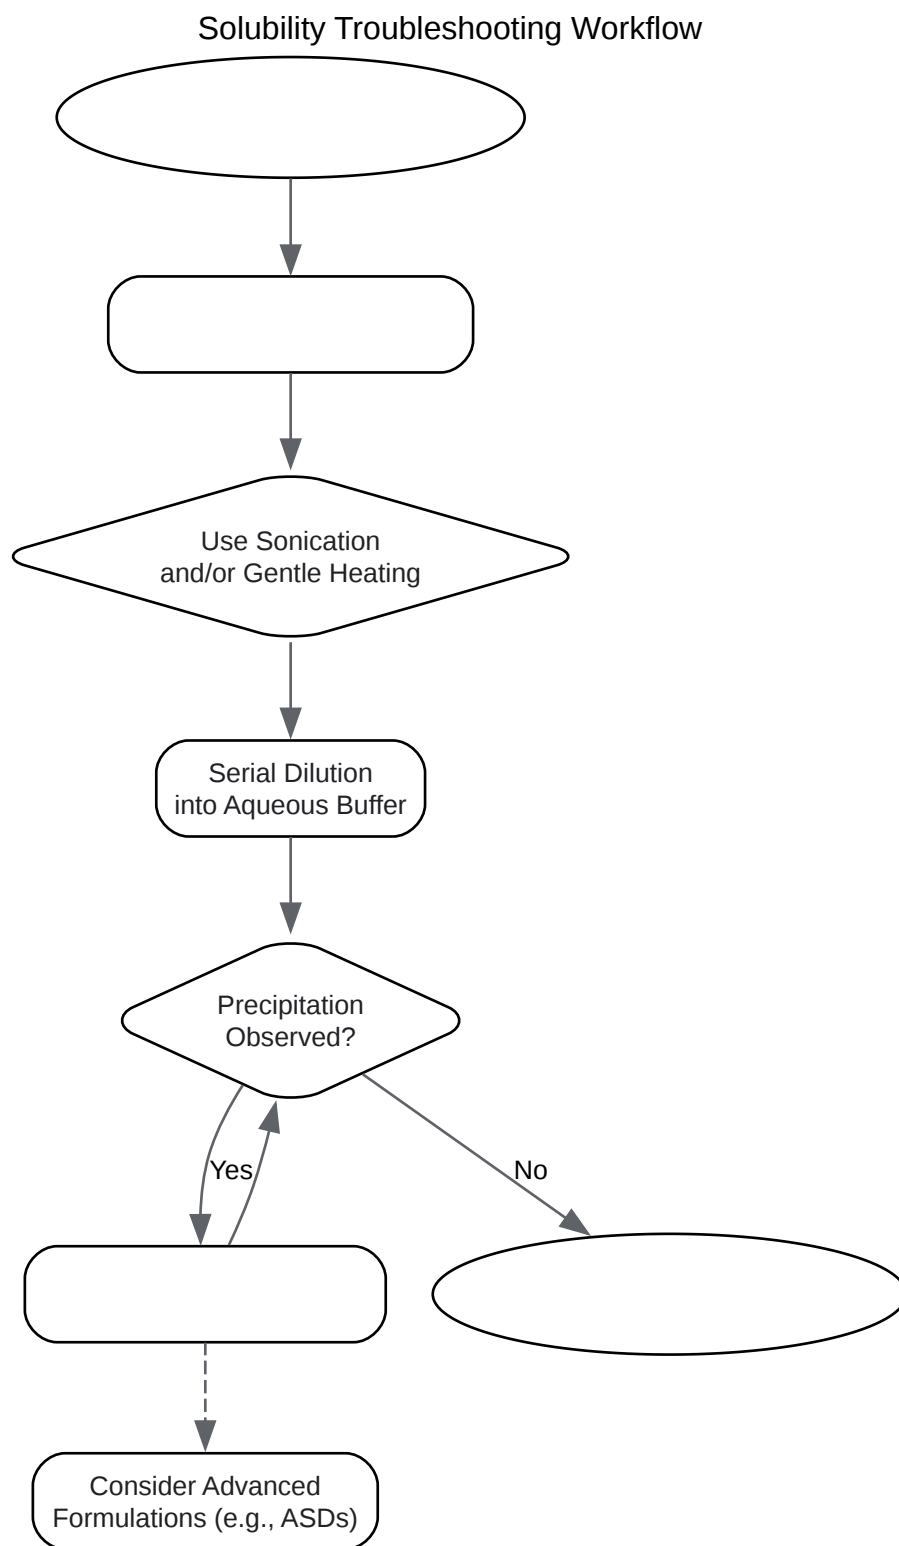 Solubility Troubleshooting Workflow
Use Sonication
and/or Gentle Heating
Serial Dilution
into Aqueous Buffer
Precipitation
Observed?
Yes
No
Consider Advanced
Formulations (e.g., ASDs)